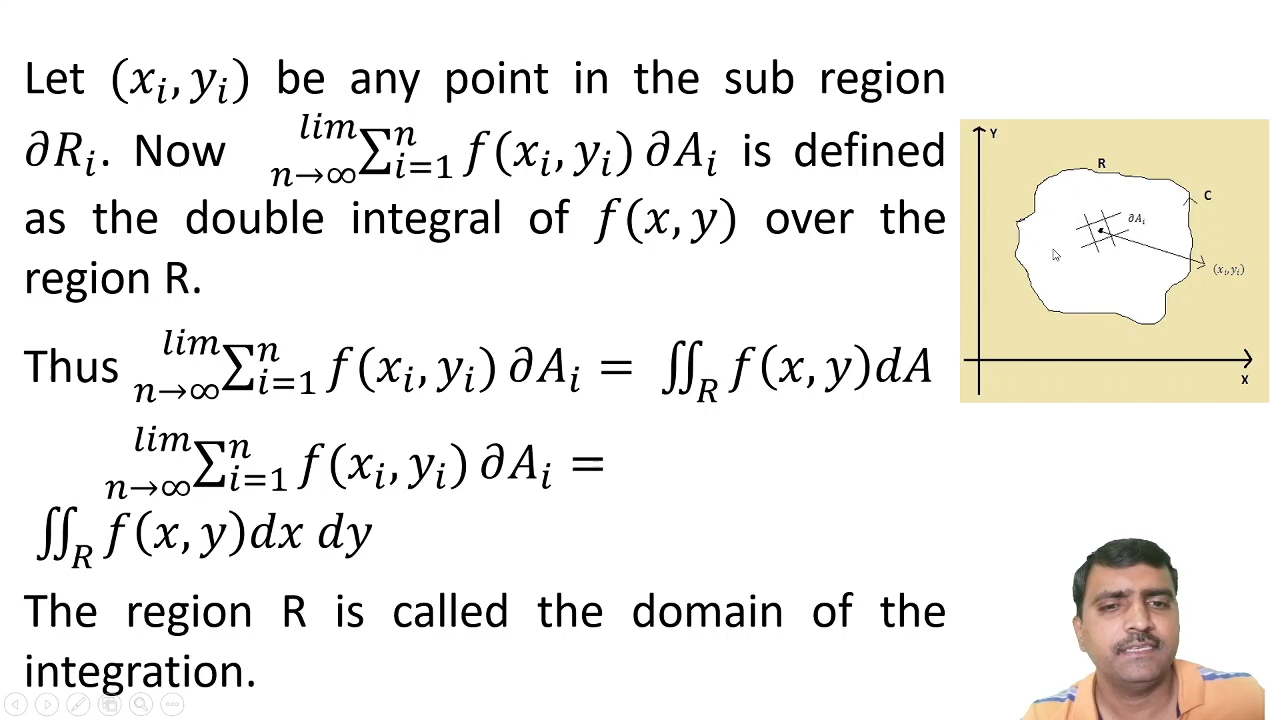 Let (xᵢ, yᵢ) be any point in the sub region
∂Rᵢ. Now lim n→∞ ∑ⁿᵢ₌₁ f(xᵢ, yᵢ) ∂Aᵢ is defined
as the double integral of f(x, y) over the
region R.
Thus lim n→∞ ∑ⁿᵢ₌₁ f(xᵢ, yᵢ) ∂Aᵢ = ∬_R f(x, y)dA
lim n→∞ ∑ⁿᵢ₌₁ f(xᵢ, yᵢ) ∂Aᵢ =
∬_R f(x, y)dx dy
The region R is called the domain of the
integration.
Y
R
C
∂Aᵢ
(xᵢ,yᵢ)
X